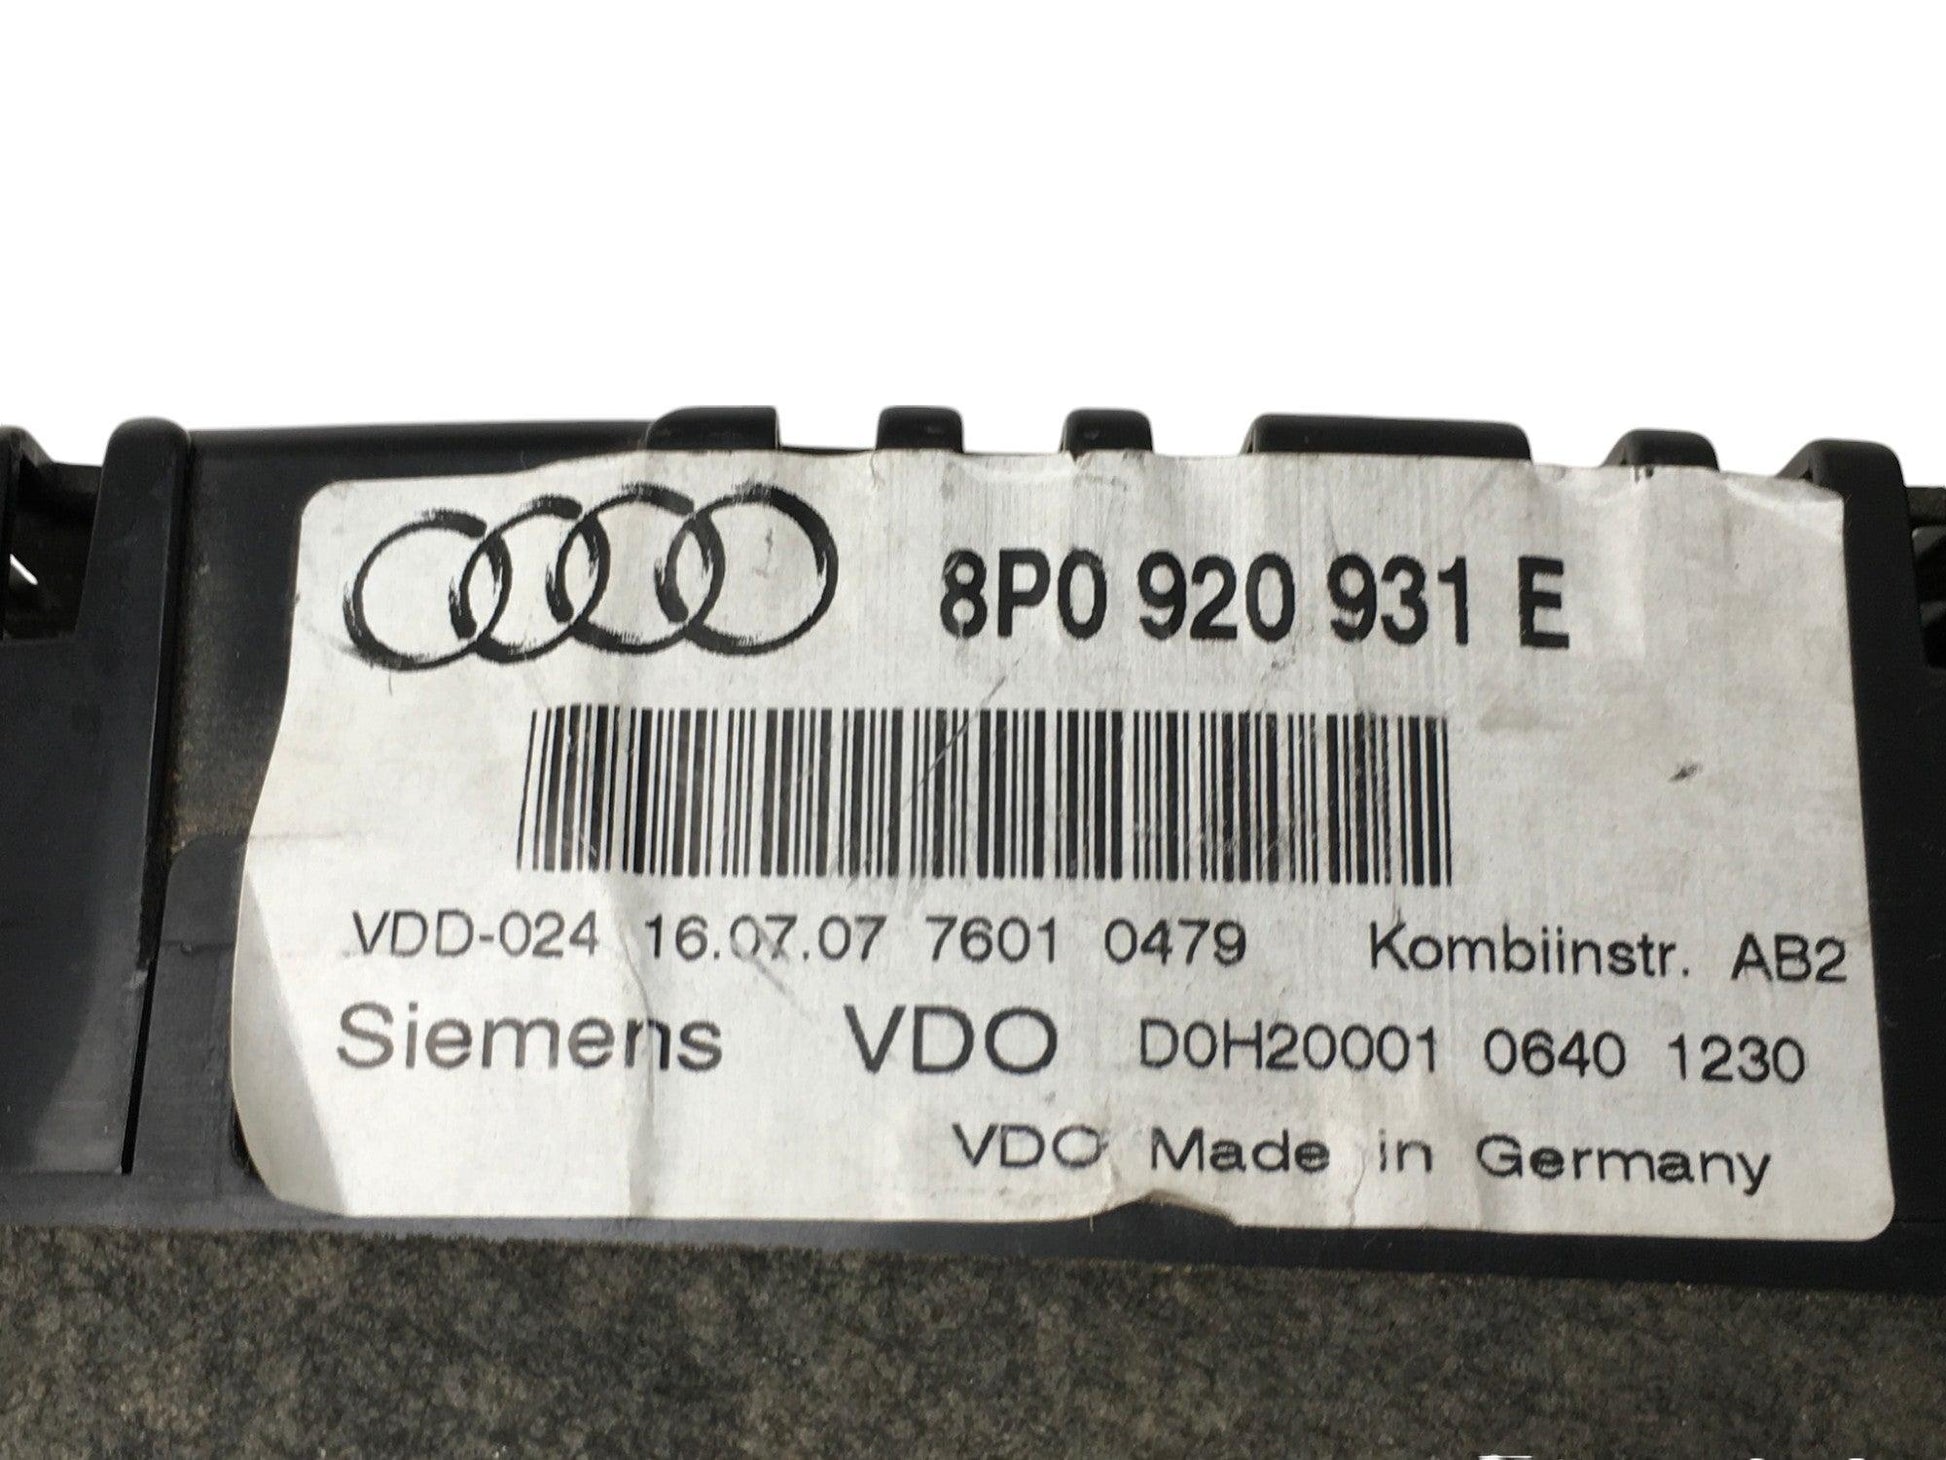 8P0 920 931 E
VDD-024 16.07.07 7601 0479 Kombiinstr. AB2
Siemens VDO D0H20001 0640 1230
VDO Made in Germany